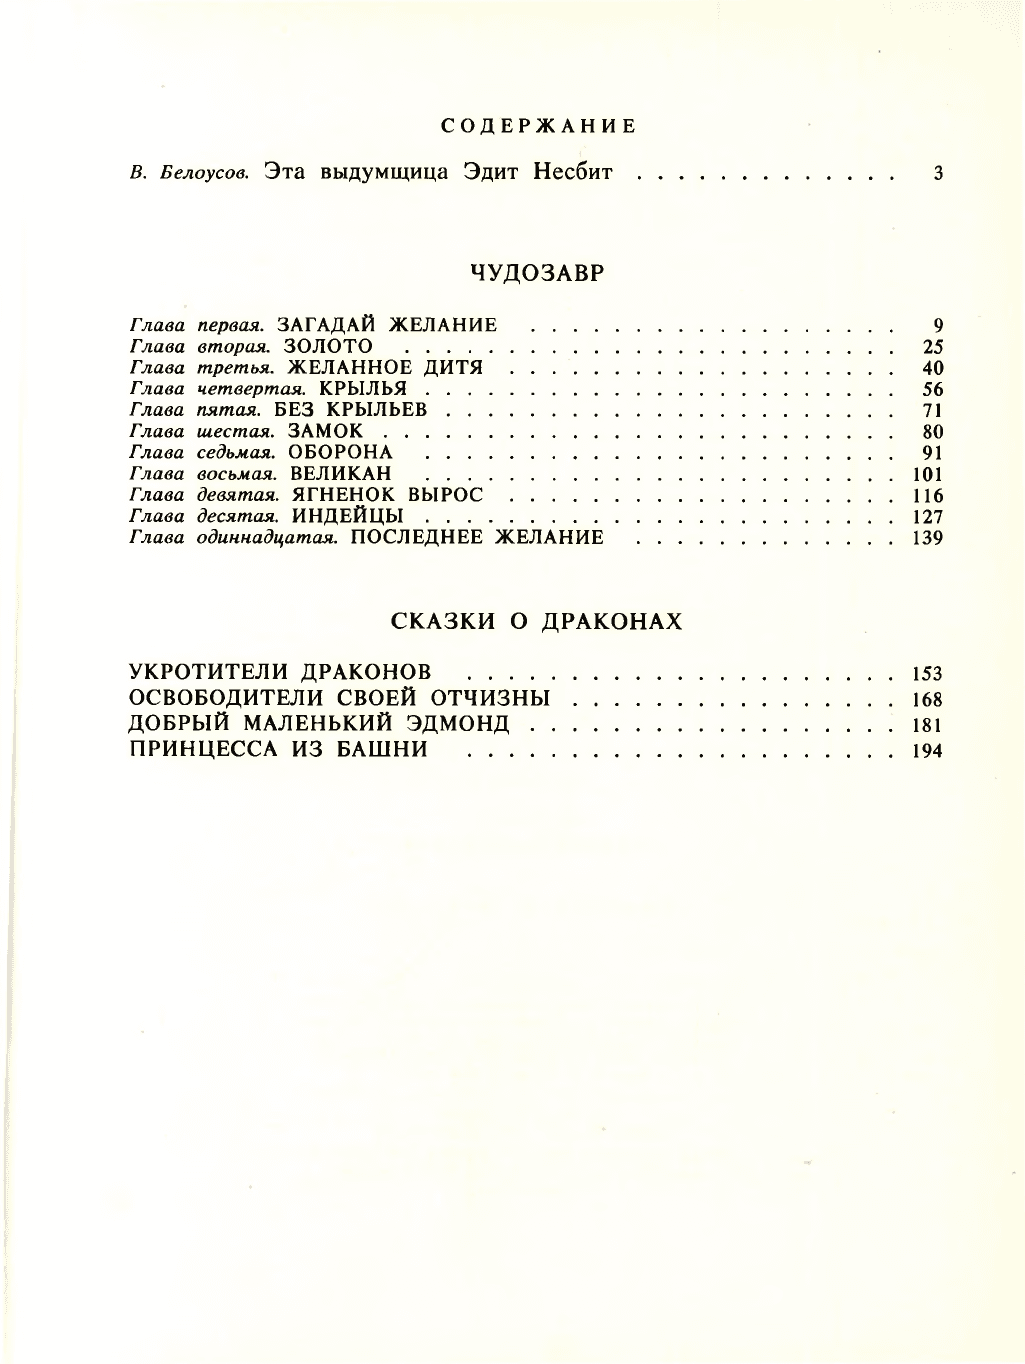 СОДЕРЖАНИЕ
В. Белоусов. Эта выдумщица Эдит Несбит . . . . . . . . . . . . . 3
ЧУДОЗАВР
Глава первая. ЗАГАДАЙ ЖЕЛАНИЕ . . . . . . . . . . . . . . . . . . 9
Глава вторая. ЗОЛОТО . . . . . . . . . . . . . . . . . . . . . . . . 25
Глава третья. ЖЕЛАННОЕ ДИТЯ . . . . . . . . . . . . . . . . . . . 40
Глава четвертая. КРЫЛЬЯ . . . . . . . . . . . . . . . . . . . . . . . 56
Глава пятая. БЕЗ КРЫЛЬЕВ . . . . . . . . . . . . . . . . . . . . . . 71
Глава шестая. ЗАМОК . . . . . . . . . . . . . . . . . . . . . . . . . 80
Глава седьмая. ОБОРОНА . . . . . . . . . . . . . . . . . . . . . . . 91
Глава восьмая. ВЕЛИКАН . . . . . . . . . . . . . . . . . . . . . . . 101
Глава девятая. ЯГНЕНОК ВЫРОС . . . . . . . . . . . . . . . . . . . 116
Глава десятая. ИНДЕЙЦЫ . . . . . . . . . . . . . . . . . . . . . . . 127
Глава одиннадцатая. ПОСЛЕДНЕЕ ЖЕЛАНИЕ . . . . . . . . . . . . . 139
СКАЗКИ О ДРАКОНАХ
УКРОТИТЕЛИ ДРАКОНОВ . . . . . . . . . . . . . . . . . . . . . 153
ОСВОБОДИТЕЛИ СВОЕЙ ОТЧИЗНЫ . . . . . . . . . . . . . . . . 168
ДОБРЫЙ МАЛЕНЬКИЙ ЭДМОНД . . . . . . . . . . . . . . . . . . 181
ПРИНЦЕССА ИЗ БАШНИ . . . . . . . . . . . . . . . . . . . . . 194